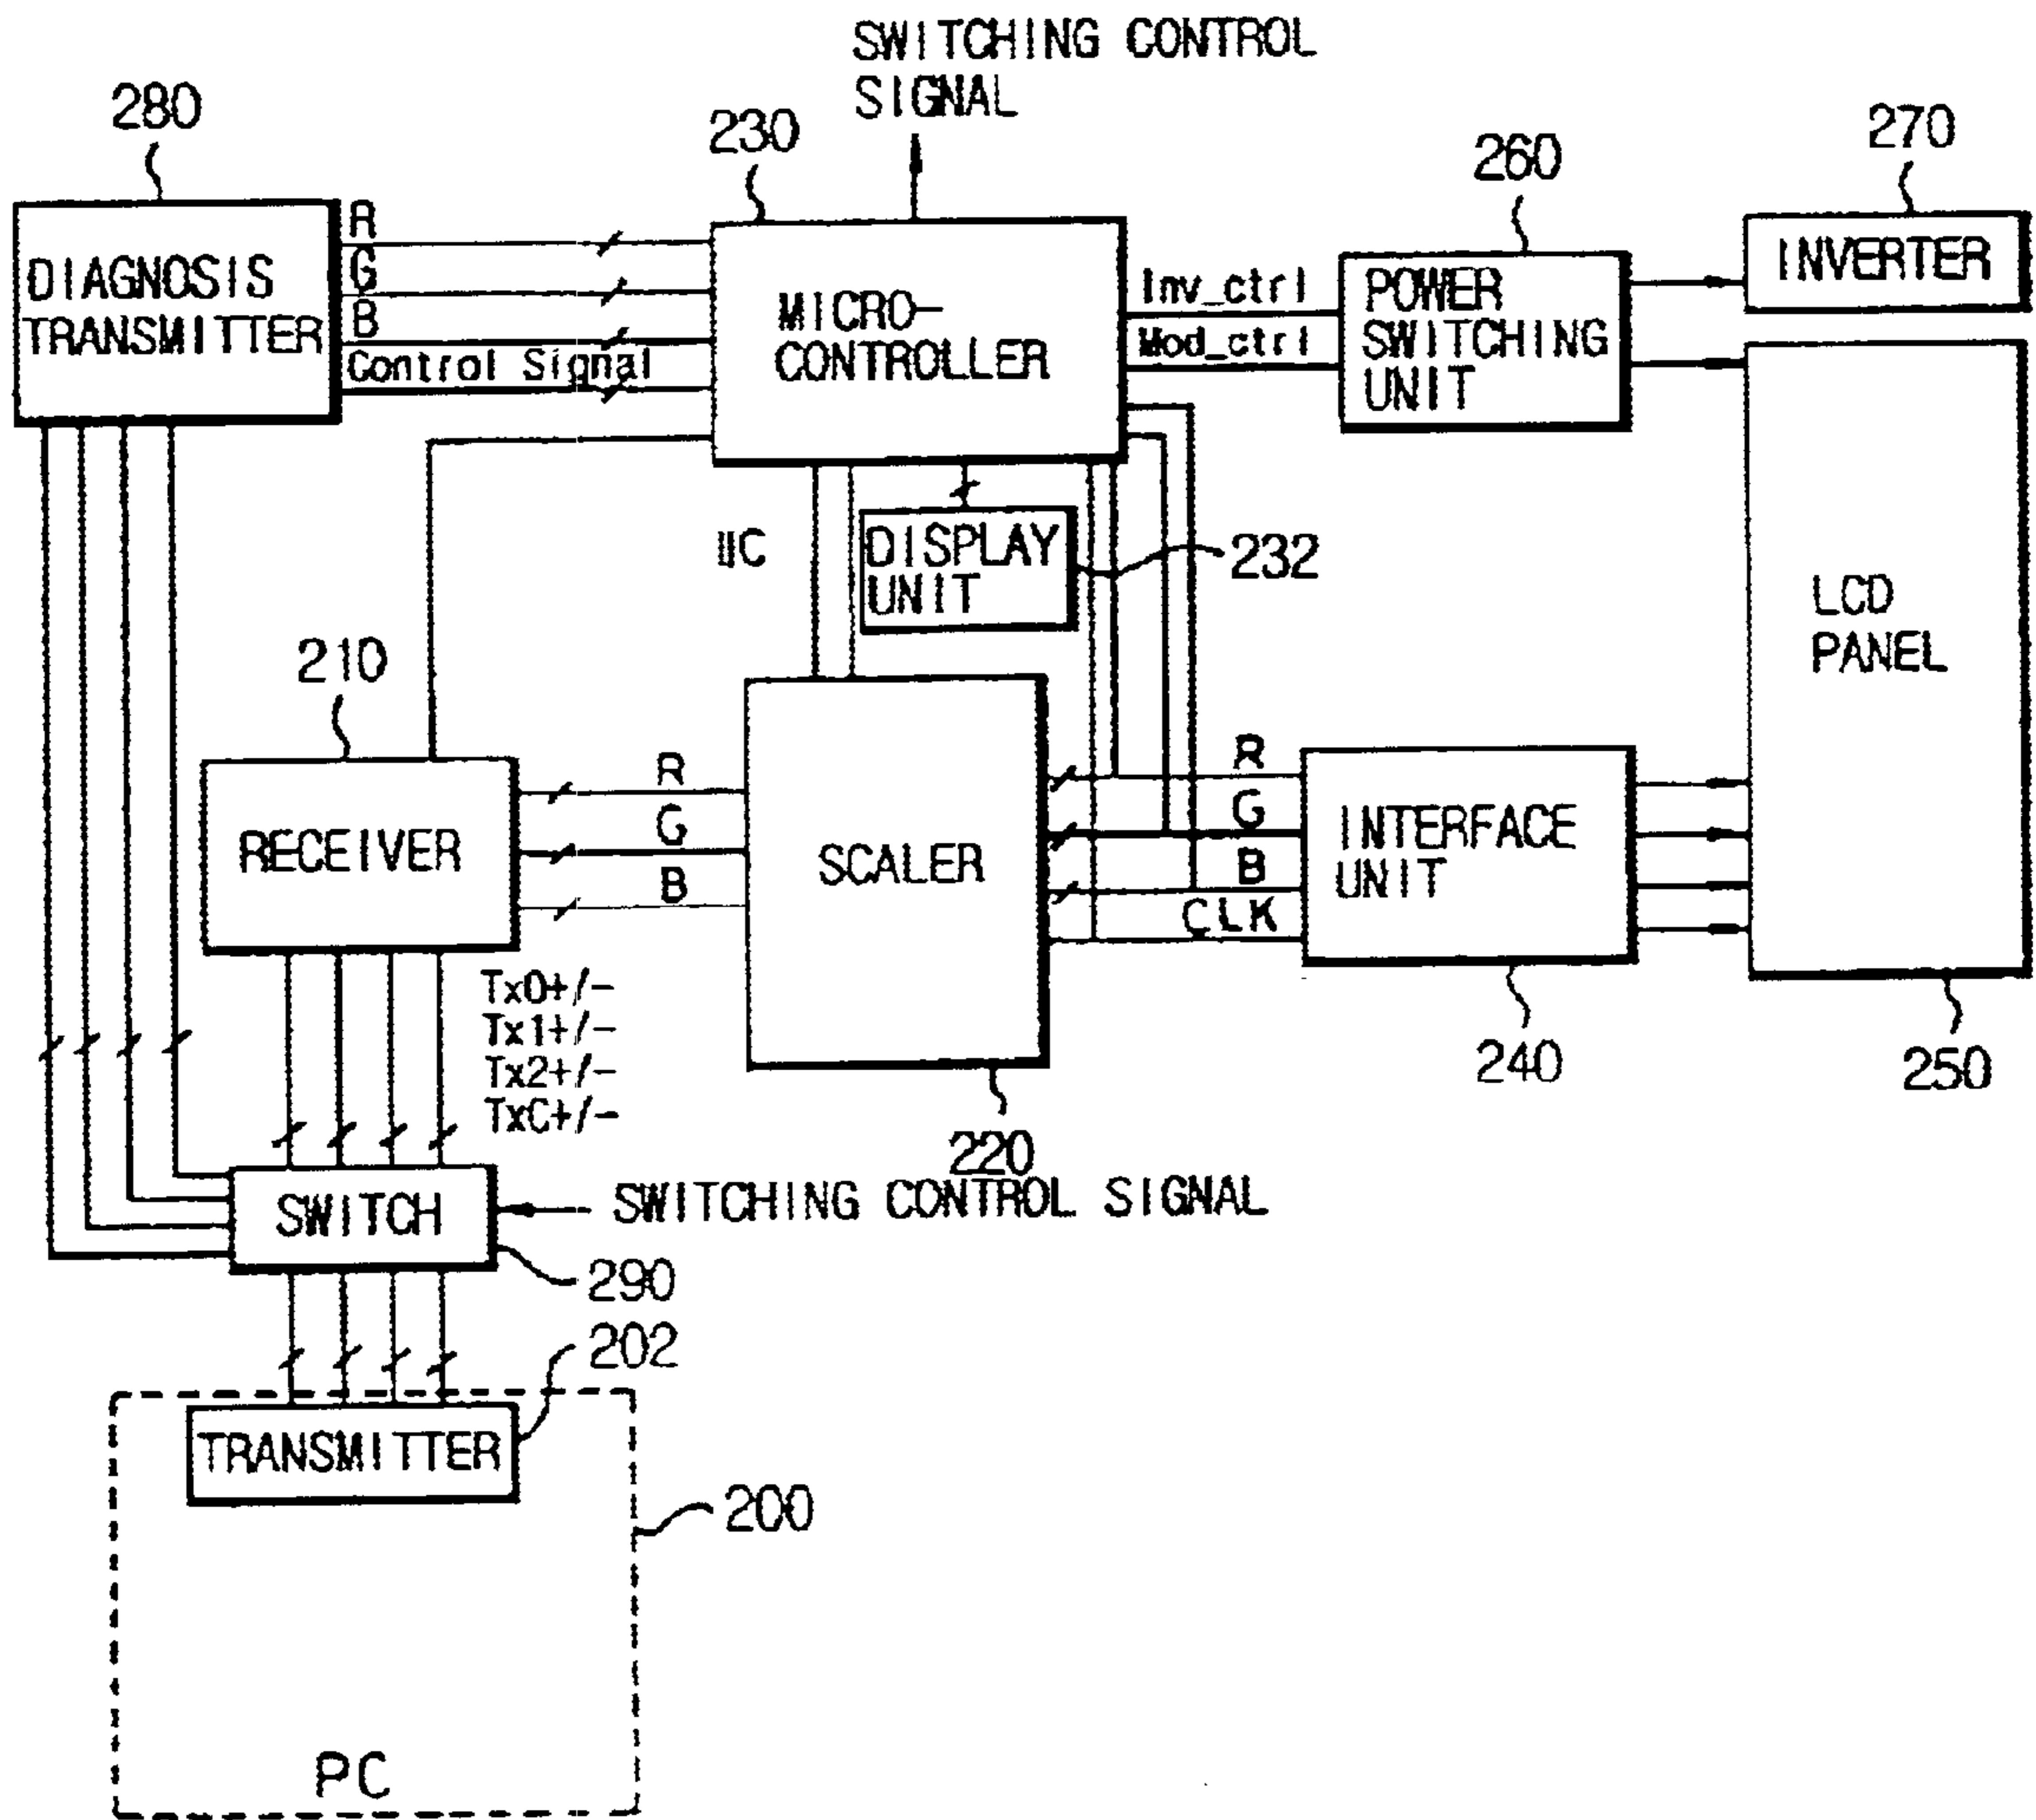 SWITCHING CONTROL
SIGNAL
280
230
260
270
DIAGNOSIS
TRANSMITTER
R
G
B
Control Signal
MICRO-
CONTROLLER
Inv_ctrl
Mod_ctrl
POWER
SWITCHING
UNIT
INVERTER
IIC
DISPLAY
UNIT
232
LCD
PANEL
210
RECEIVER
R
G
B
SCALER
R
G
B
CLK
INTERFACE
UNIT
Tx0+/-
Tx1+/-
Tx2+/-
TxC+/-
240
250
220
SWITCH
SWITCHING CONTROL SIGNAL
290
202
TRANSMITTER
200
PC